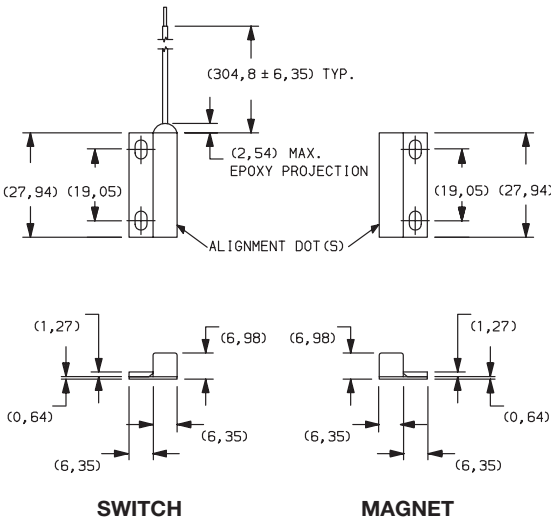 (304,8 ± 6,35) TYP.
(2,54) MAX.
EPOXY PROJECTION
(27,94) (19,05) (19,05) (27,94)
ALIGNMENT DOT(S)
(1,27) (6,98) (6,98) (1,27)
(0,64) (6,35) (6,35) (0,64)
(6,35) (6,35)
SWITCH MAGNET